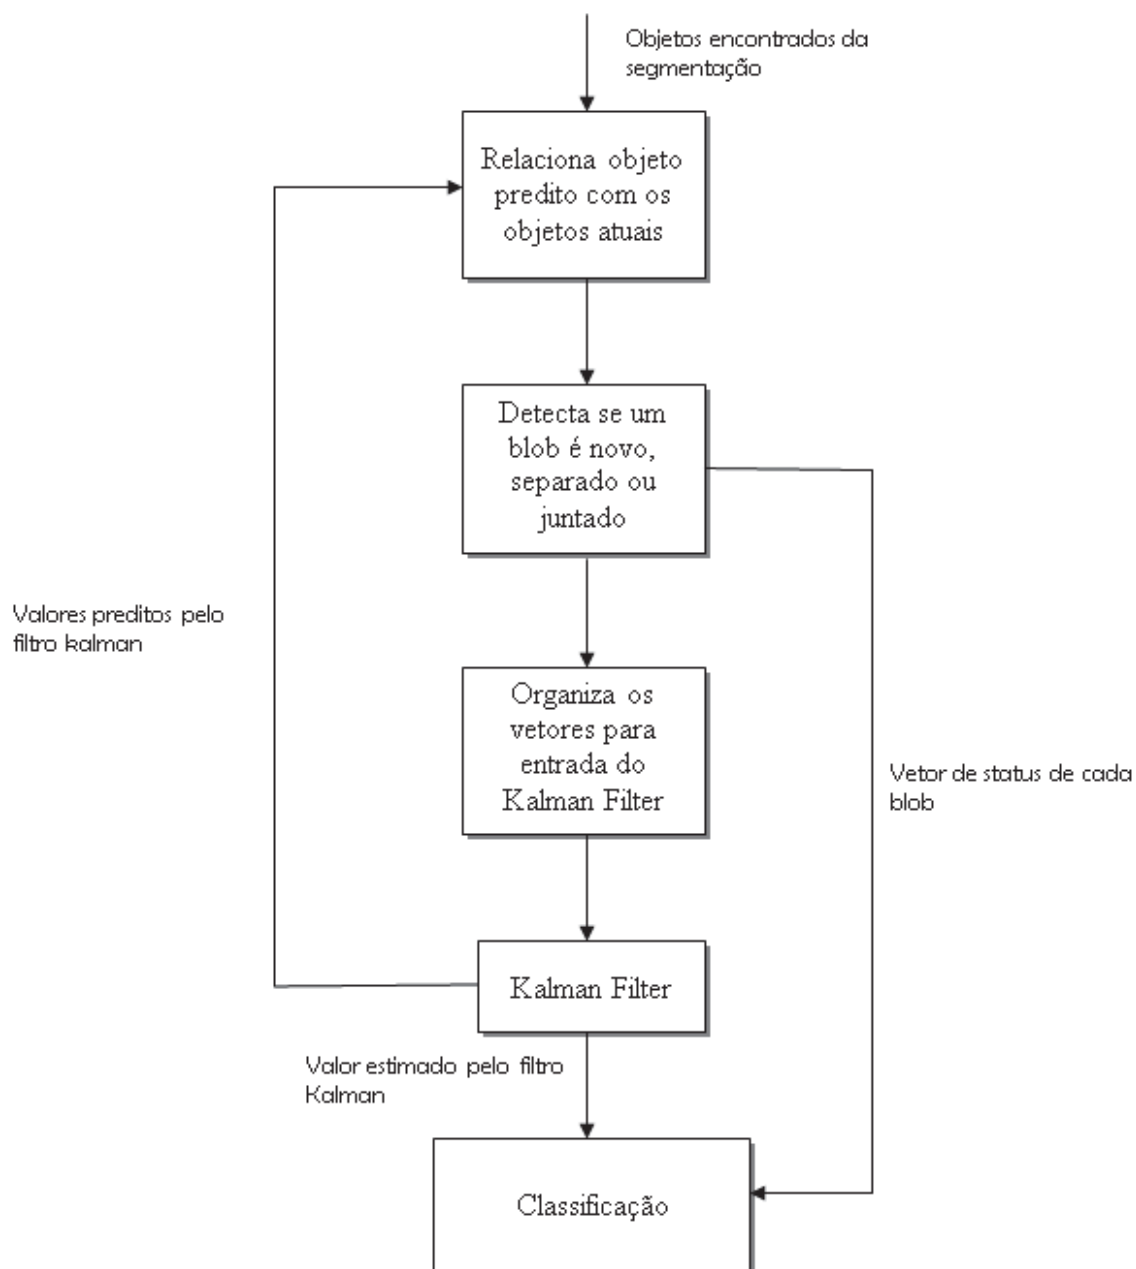 Objetos encontrados da
segmentação
Relaciona objeto
predito com os
objetos atuais
Detecta se um
blob é novo,
separado ou
juntado
Valores preditos pelo
filtro kalman
Organiza os
vetores para
entrada do
Kalman Filter
Vetor de status de cada
blob
Kalman Filter
Valor estimado pelo filtro
Kalman
Classificação